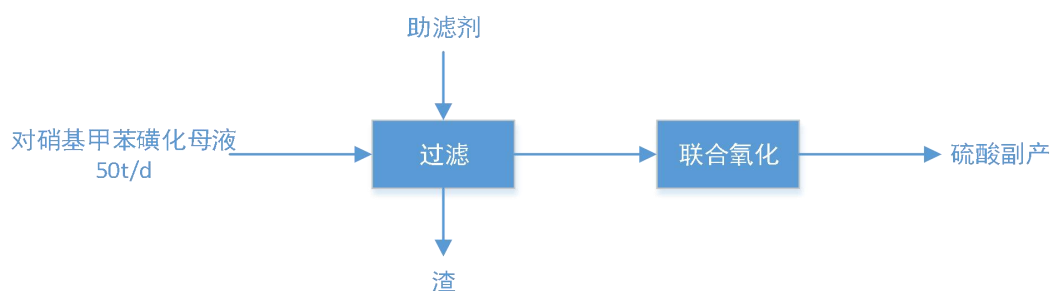 助滤剂
对硝基甲苯磺化母液
50t/d
过滤
联合氧化
硫酸副产
渣